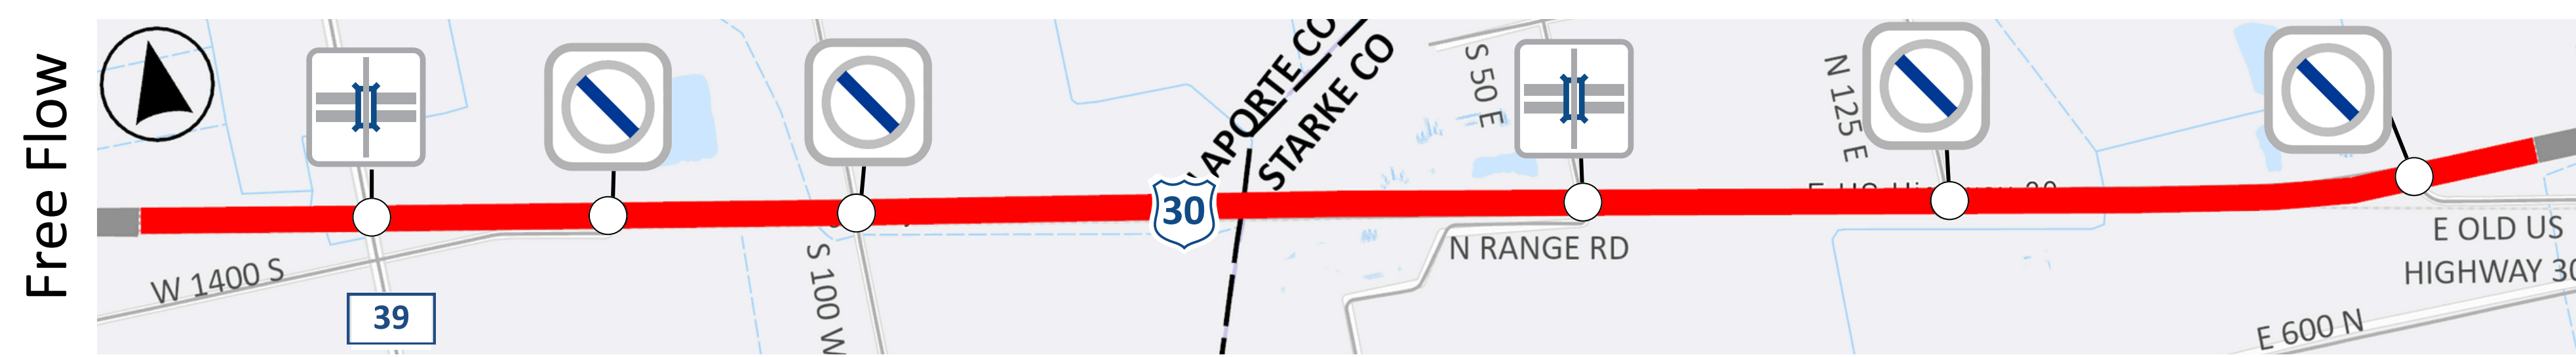 Free Flow
LAPORTE CO
STARKE CO
S 50 E
N 125 E
30
W 1400 S
39
S 100 W
N RANGE RD
E OLD US
HIGHWAY 30
E 600 N